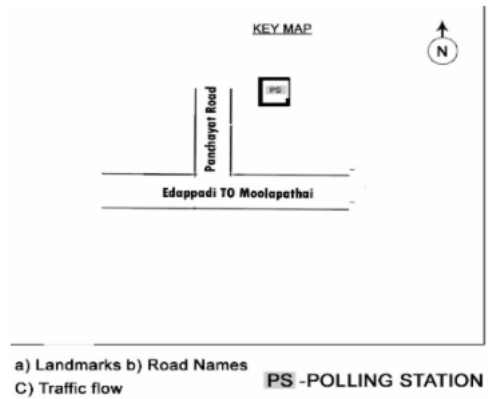 KEY MAP
N
PS
Panchayat Road
Edappadi TO Moolapathai
a) Landmarks b) Road Names
C) Traffic flow
PS -POLLING STATION